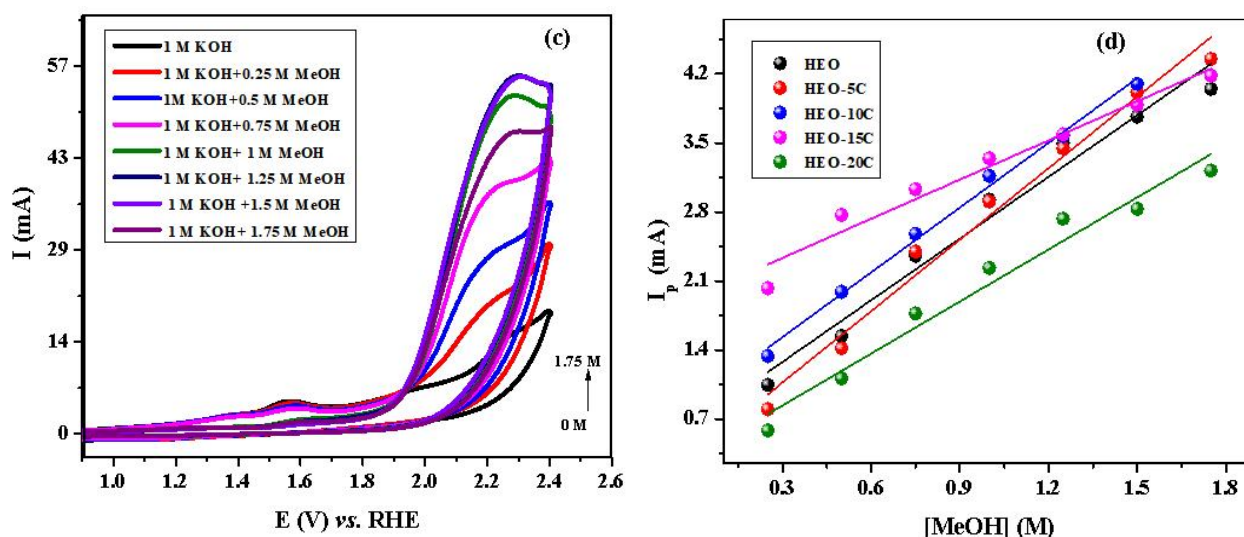 (c)
1 M KOH
1 M KOH+0.25 M MeOH
1M KOH+0.5 M MeOH
1 M KOH+0.75 M MeOH
1 M KOH+ 1 M MeOH
1 M KOH+ 1.25 M MeOH
1 M KOH +1.5 M MeOH
1 M KOH+ 1.75 M MeOH
57
43
29
14
0
I (mA)
1.75 M
0 M
1.0 1.2 1.4 1.6 1.8 2.0 2.2 2.4 2.6
E (V) vs. RHE
(d)
HEO
HEO-5C
HEO-10C
HEO-15C
HEO-20C
4.2
3.5
2.8
2.1
1.4
0.7
Ip (mA)
0.3 0.6 0.9 1.2 1.5 1.8
[MeOH] (M)